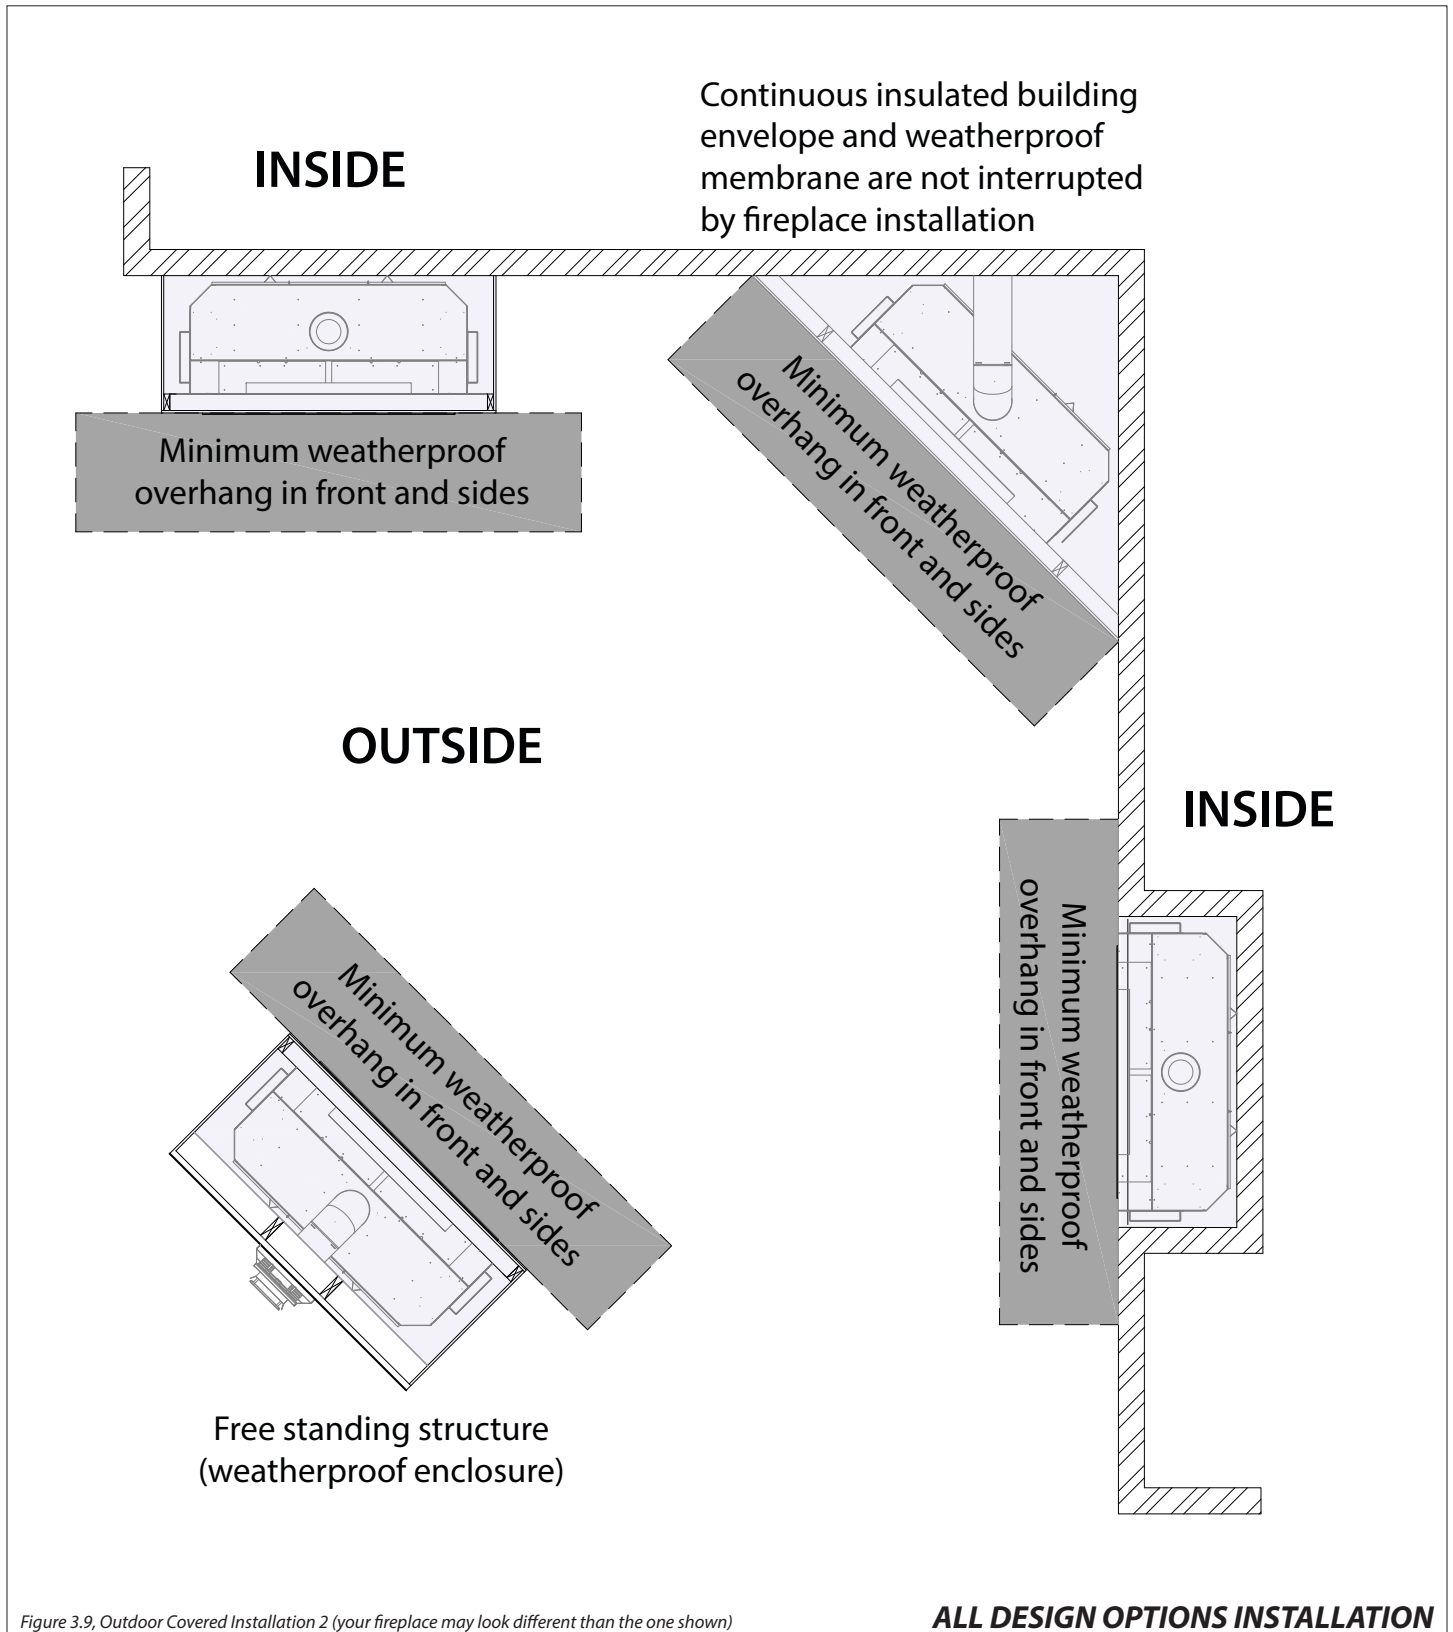 Continuous insulated building
envelope and weatherproof
membrane are not interrupted
by fireplace installation
INSIDE
Minimum weatherproof
overhang in front and sides
Minimum weatherproof
overhang in front and sides
OUTSIDE
INSIDE
Minimum weatherproof
overhang in front and sides
Minimum weatherproof
overhang in front and sides
Free standing structure
(weatherproof enclosure)
Figure 3.9, Outdoor Covered Installation 2 (your fireplace may look different than the one shown)
ALL DESIGN OPTIONS INSTALLATION